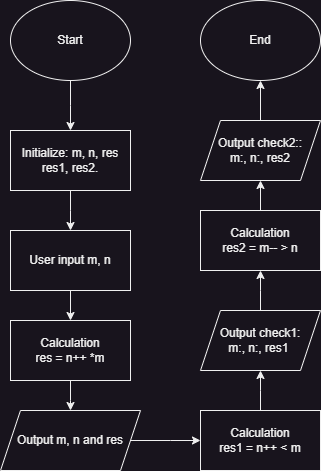 Start
Initialize: m, n, res
res1, res2.
User input m, n
Calculation
res = n++ *m
Output m, n and res
Calculation
res1 = n++ < m
Output check1:
m:, n:, res1
Calculation
res2 = m-- > n
Output check2::
m:, n:, res2
End